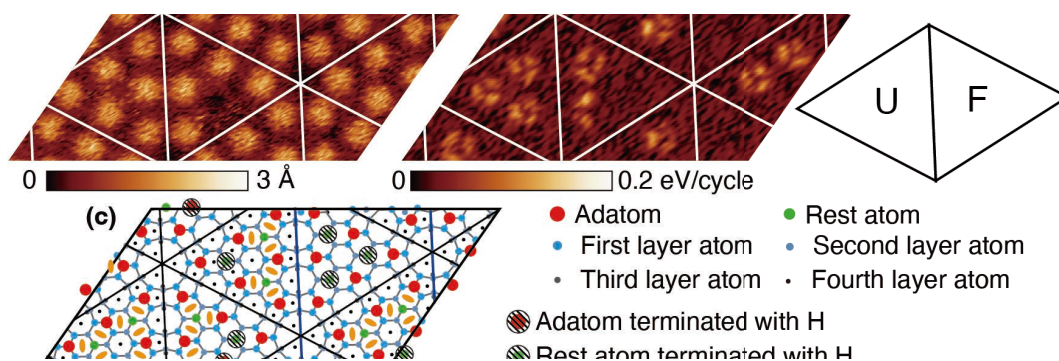 U F
0 3 Å 0 0.2 eV/cycle
(c)
Adatom Rest atom
First layer atom Second layer atom
Third layer atom Fourth layer atom
Adatom terminated with H
Rest atom terminated with H